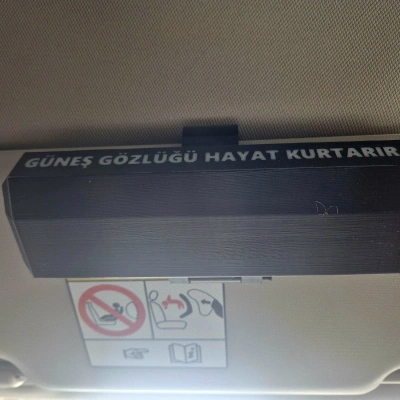 GÜNEŞ GÖZLÜĞÜ HAYAT KURTARIR